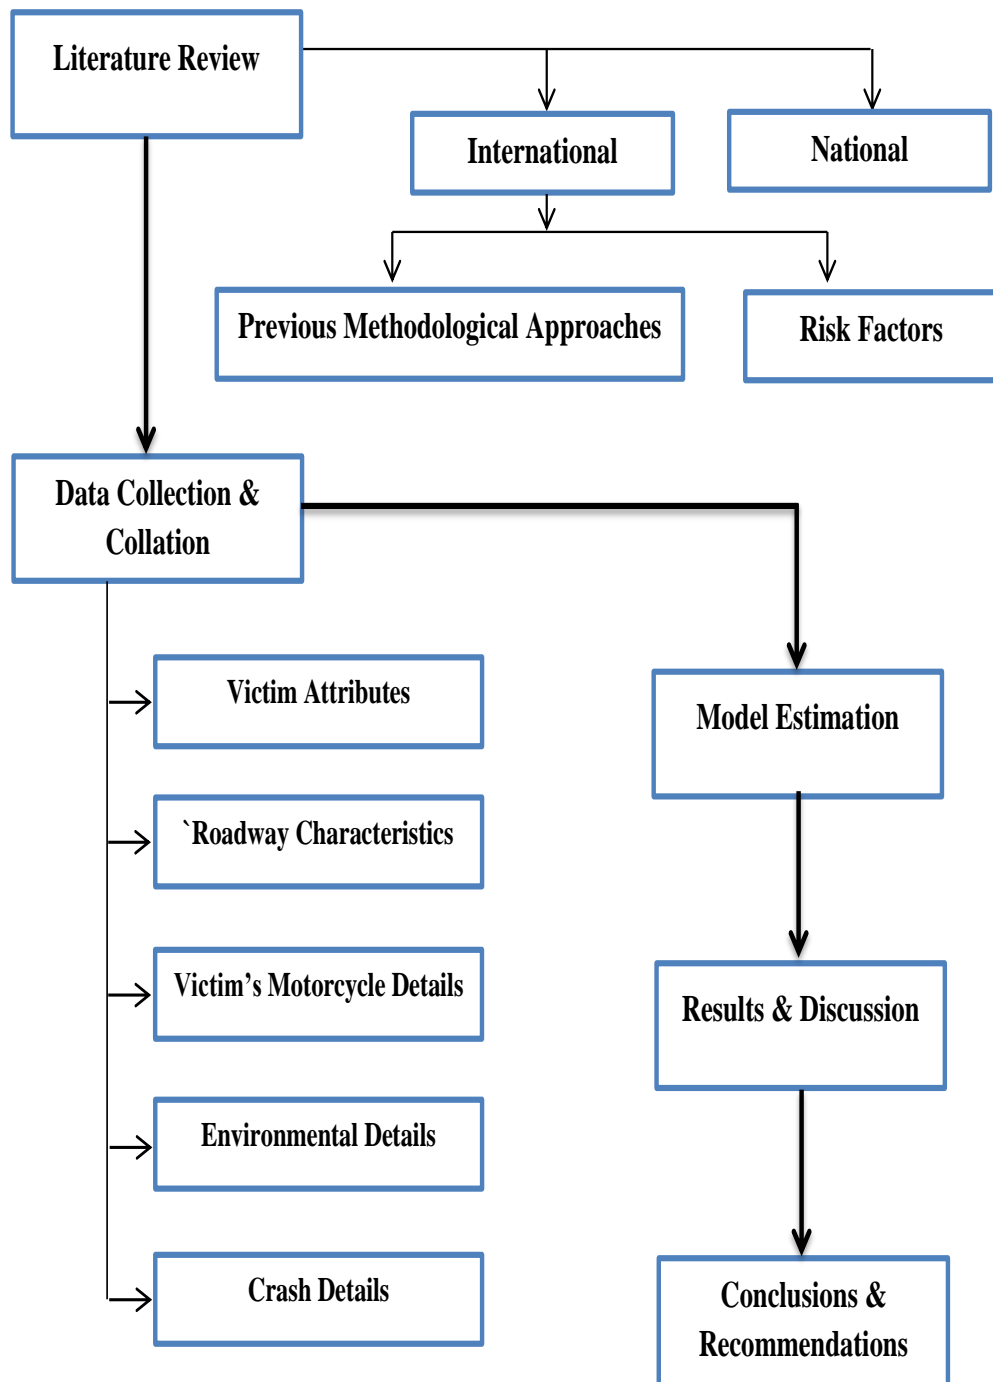 Literature Review
International
National
Previous Methodological Approaches
Risk Factors
Data Collection &
Collation
Victim Attributes
`Roadway Characteristics
Victim’s Motorcycle Details
Environmental Details
Crash Details
Model Estimation
Results & Discussion
Conclusions &
Recommendations